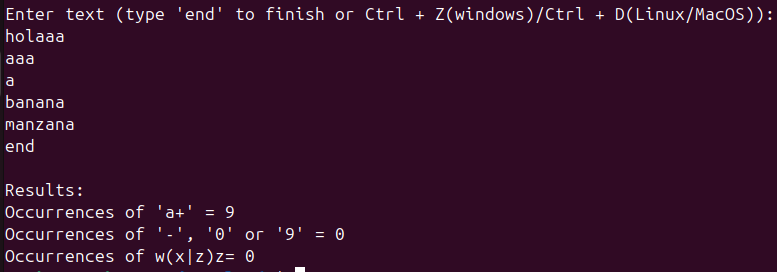 Enter text (type 'end' to finish or Ctrl + Z(windows)/Ctrl + D(Linux/MacOS)):
holaaa
aaa
a
banana
manzana
end
Results:
Occurrences of 'a+' = 9
Occurrences of '-', '0' or '9' = 0
Occurrences of w(x|z)z= 0